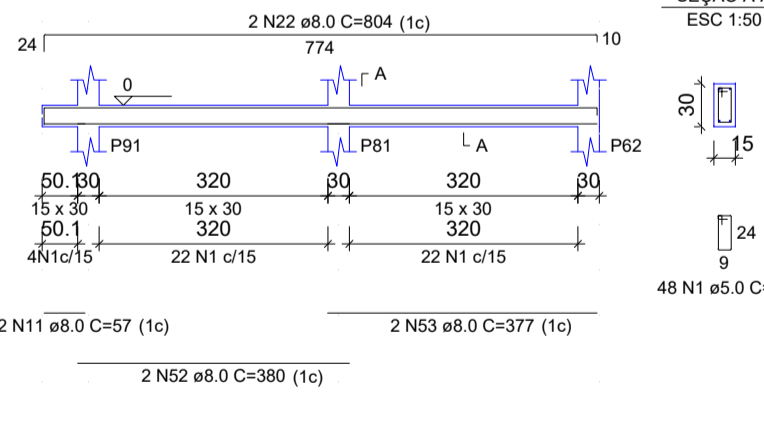 2 N22 ø8.0 C=804 (1c)
ESC 1:50
24
774
10
0
A
30
P91
P81
A
P62
15
50.1
30
320
30
320
30
15 x 30
15 x 30
15 x 30
50.1
320
320
24
4N1c/15
22 N1 c/15
22 N1 c/15
9
48 N1 ø5.0 C=
2 N11 ø8.0 C=57 (1c)
2 N53 ø8.0 C=377 (1c)
2 N52 ø8.0 C=380 (1c)